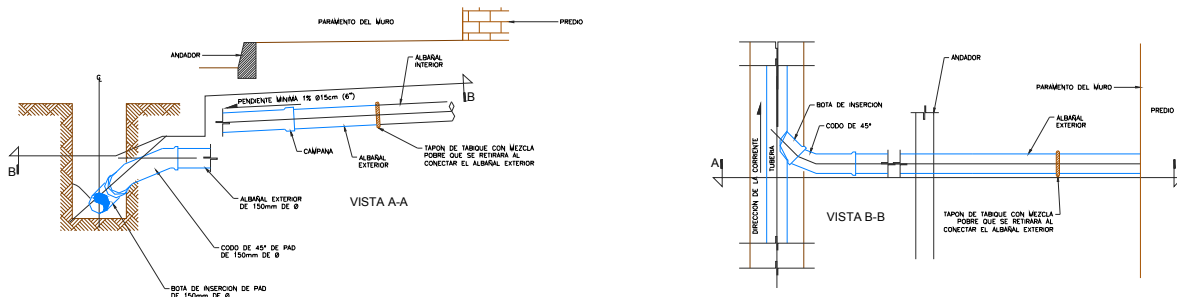 PARAMENTO DEL MURO
PREDIO
ANDADOR
ALBAÑAL
INTERIOR
B
PENDIENTE MINIMA 1% Ø15cm (6")
CAMPANA
ALBAÑAL
EXTERIOR
TAPON DE TABIQUE CON MEZCLA
POBRE QUE SE RETIRARÁ AL
CONECTAR EL ALBAÑAL EXTERIOR
B
ALBAÑAL EXTERIOR
DE 150mm DE Ø
VISTA A-A
CODO DE 45° DE PAD
DE 150mm DE Ø
BOTA DE INSERCION DE PAD
DE 150mm DE Ø
ANDADOR
PARAMENTO DEL MURO
PREDIO
BOTA DE INSERCION
CODO DE 45°
ALBAÑAL
EXTERIOR
A
DIRECCIÓN DE LA CORRIENTE
TUBERIA
VISTA B-B
TAPON DE TABIQUE CON MEZCLA
POBRE QUE SE RETIRARÁ AL
CONECTAR EL ALBAÑAL EXTERIOR